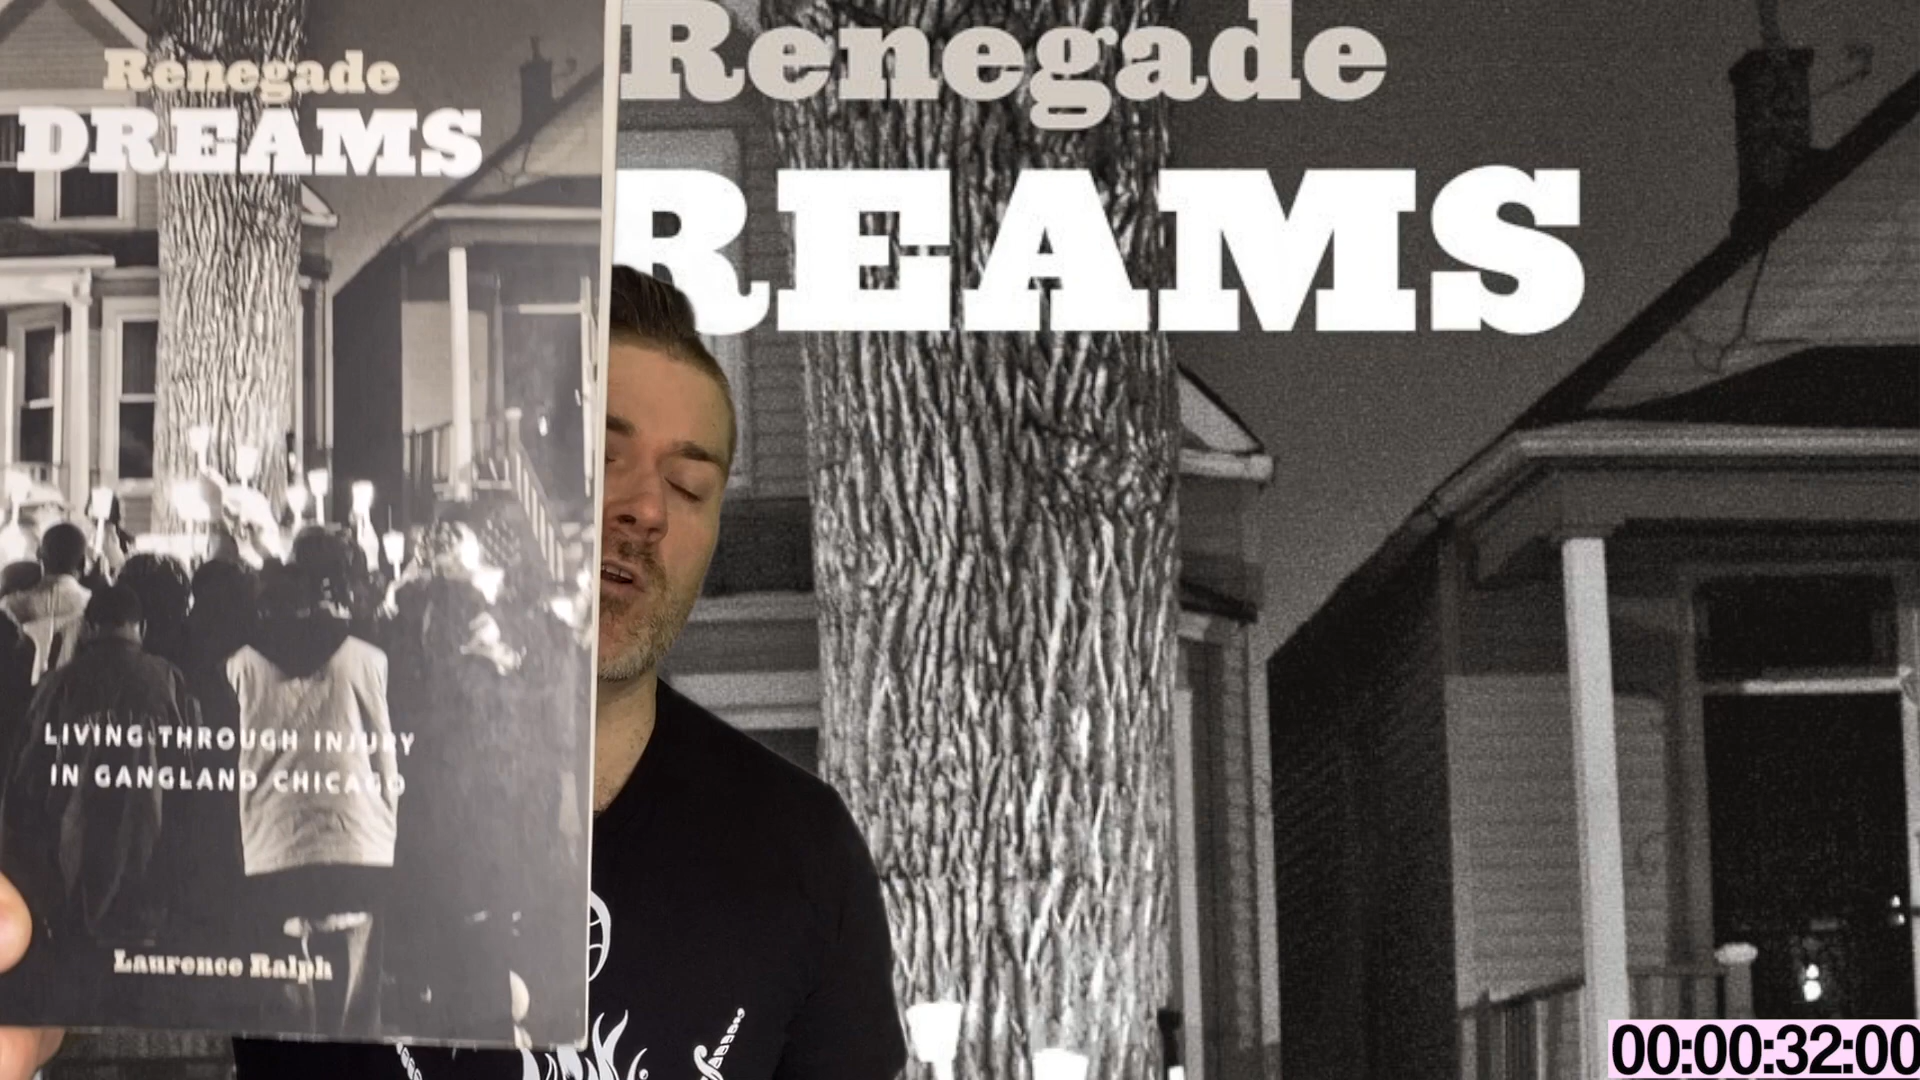 Renegade
DREAMS
LIVING THROUGH INJURY
IN GANGLAND CHICAGO
Laurence Ralph
Renegade
REAMS
00:00:32:00